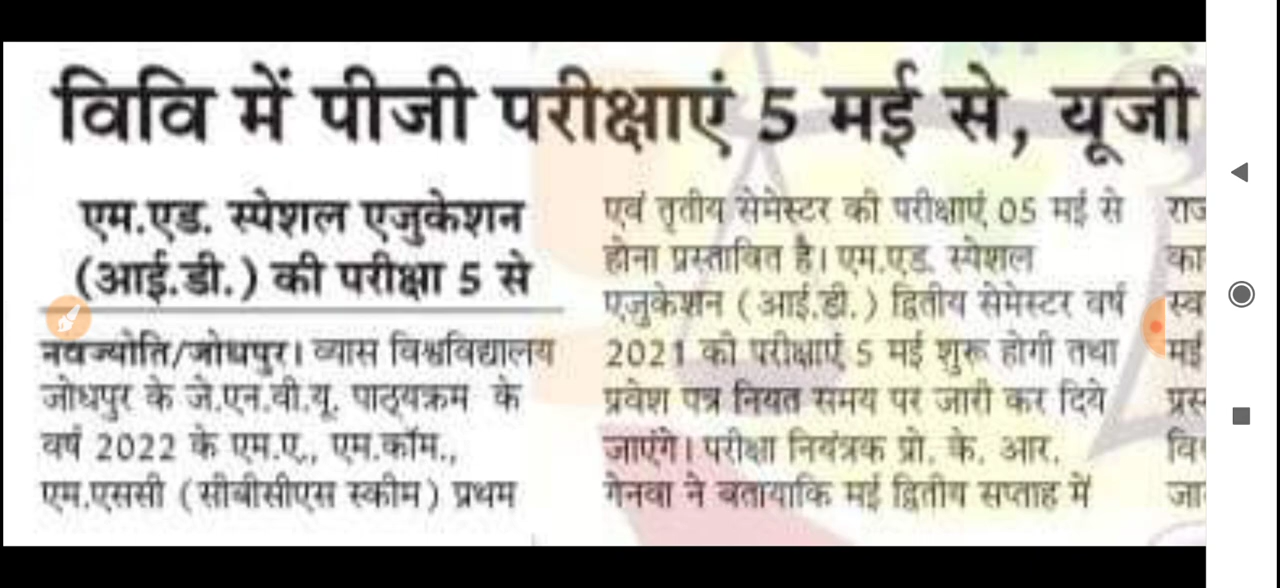 विवि में पीजी परीक्षाएं 5 मई से, यूजी
एम.एड. स्पेशल एजुकेशन
(आई.डी.) की परीक्षा 5 से
नवज्योति/जोधपुर। व्यास विश्वविद्यालय
जोधपुर के जे.एन.वी.यू. पाठ्यक्रम के
वर्ष 2022 के एम.ए., एम.कॉम.,
एम.एससी (सीबीसीएस स्कीम) प्रथम
एवं तृतीय सेमेस्टर की परीक्षाएं 05 मई से
होना प्रस्तावित है। एम.एड. स्पेशल
एजुकेशन (आई.डी.) द्वितीय सेमेस्टर वर्ष
2021 की परीक्षाएं 5 मई शुरू होगी तथा
प्रवेश पत्र नियत समय पर जारी कर दिये
जाएंगे। परीक्षा नियंत्रक प्रो. के. आर.
गेनवा ने बतायाकि मई द्वितीय सप्ताह में
मई